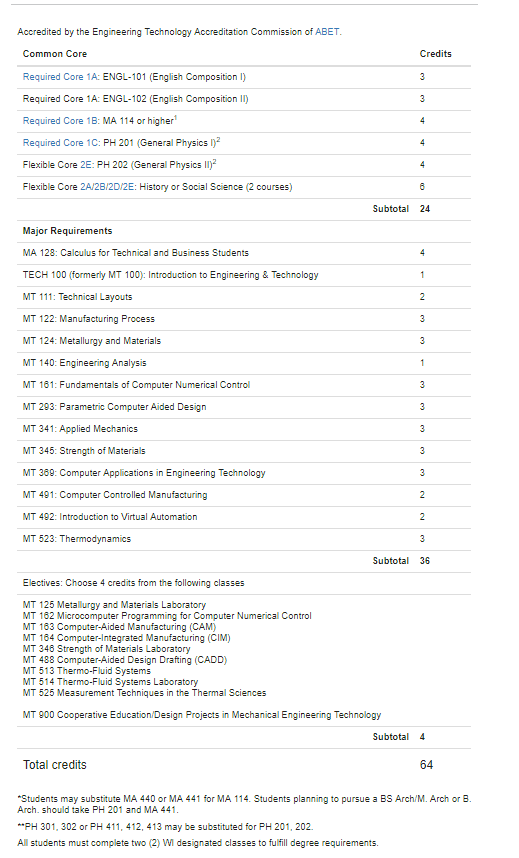 Accredited by the Engineering Technology Accreditation Commission of ABET.
Common Core Credits
Required Core 1A: ENGL-101 (English Composition I) 3
Required Core 1A: ENGL-102 (English Composition II) 3
Required Core 1B: MA 114 or higher¹ 4
Required Core 1C: PH 201 (General Physics I)² 4
Flexible Core 2E: PH 202 (General Physics II)² 4
Flexible Core 2A/2B/2D/2E: History or Social Science (2 courses) 6
Subtotal 24
Major Requirements
MA 128: Calculus for Technical and Business Students 4
TECH 100 (formerly MT 100): Introduction to Engineering & Technology 1
MT 111: Technical Layouts 2
MT 122: Manufacturing Process 3
MT 124: Metallurgy and Materials 3
MT 140: Engineering Analysis 1
MT 161: Fundamentals of Computer Numerical Control 3
MT 293: Parametric Computer Aided Design 3
MT 341: Applied Mechanics 3
MT 345: Strength of Materials 3
MT 369: Computer Applications in Engineering Technology 3
MT 491: Computer Controlled Manufacturing 2
MT 492: Introduction to Virtual Automation 2
MT 523: Thermodynamics 3
Subtotal 36
Electives: Choose 4 credits from the following classes
MT 125 Metallurgy and Materials Laboratory
MT 162 Microcomputer Programming for Computer Numerical Control
MT 163 Computer-Aided Manufacturing (CAM)
MT 164 Computer-Integrated Manufacturing (CIM)
MT 346 Strength of Materials Laboratory
MT 488 Computer-Aided Design Drafting (CADD)
MT 513 Thermo-Fluid Systems
MT 514 Thermo-Fluid Systems Laboratory
MT 525 Measurement Techniques in the Thermal Sciences
MT 900 Cooperative Education/Design Projects in Mechanical Engineering Technology
Subtotal 4
Total credits 64
*Students may substitute MA 440 or MA 441 for MA 114. Students planning to pursue a BS Arch/M. Arch or B.
Arch. should take PH 201 and MA 441.
**PH 301, 302 or PH 411, 412, 413 may be substituted for PH 201, 202.
All students must complete two (2) WI designated classes to fulfill degree requirements.